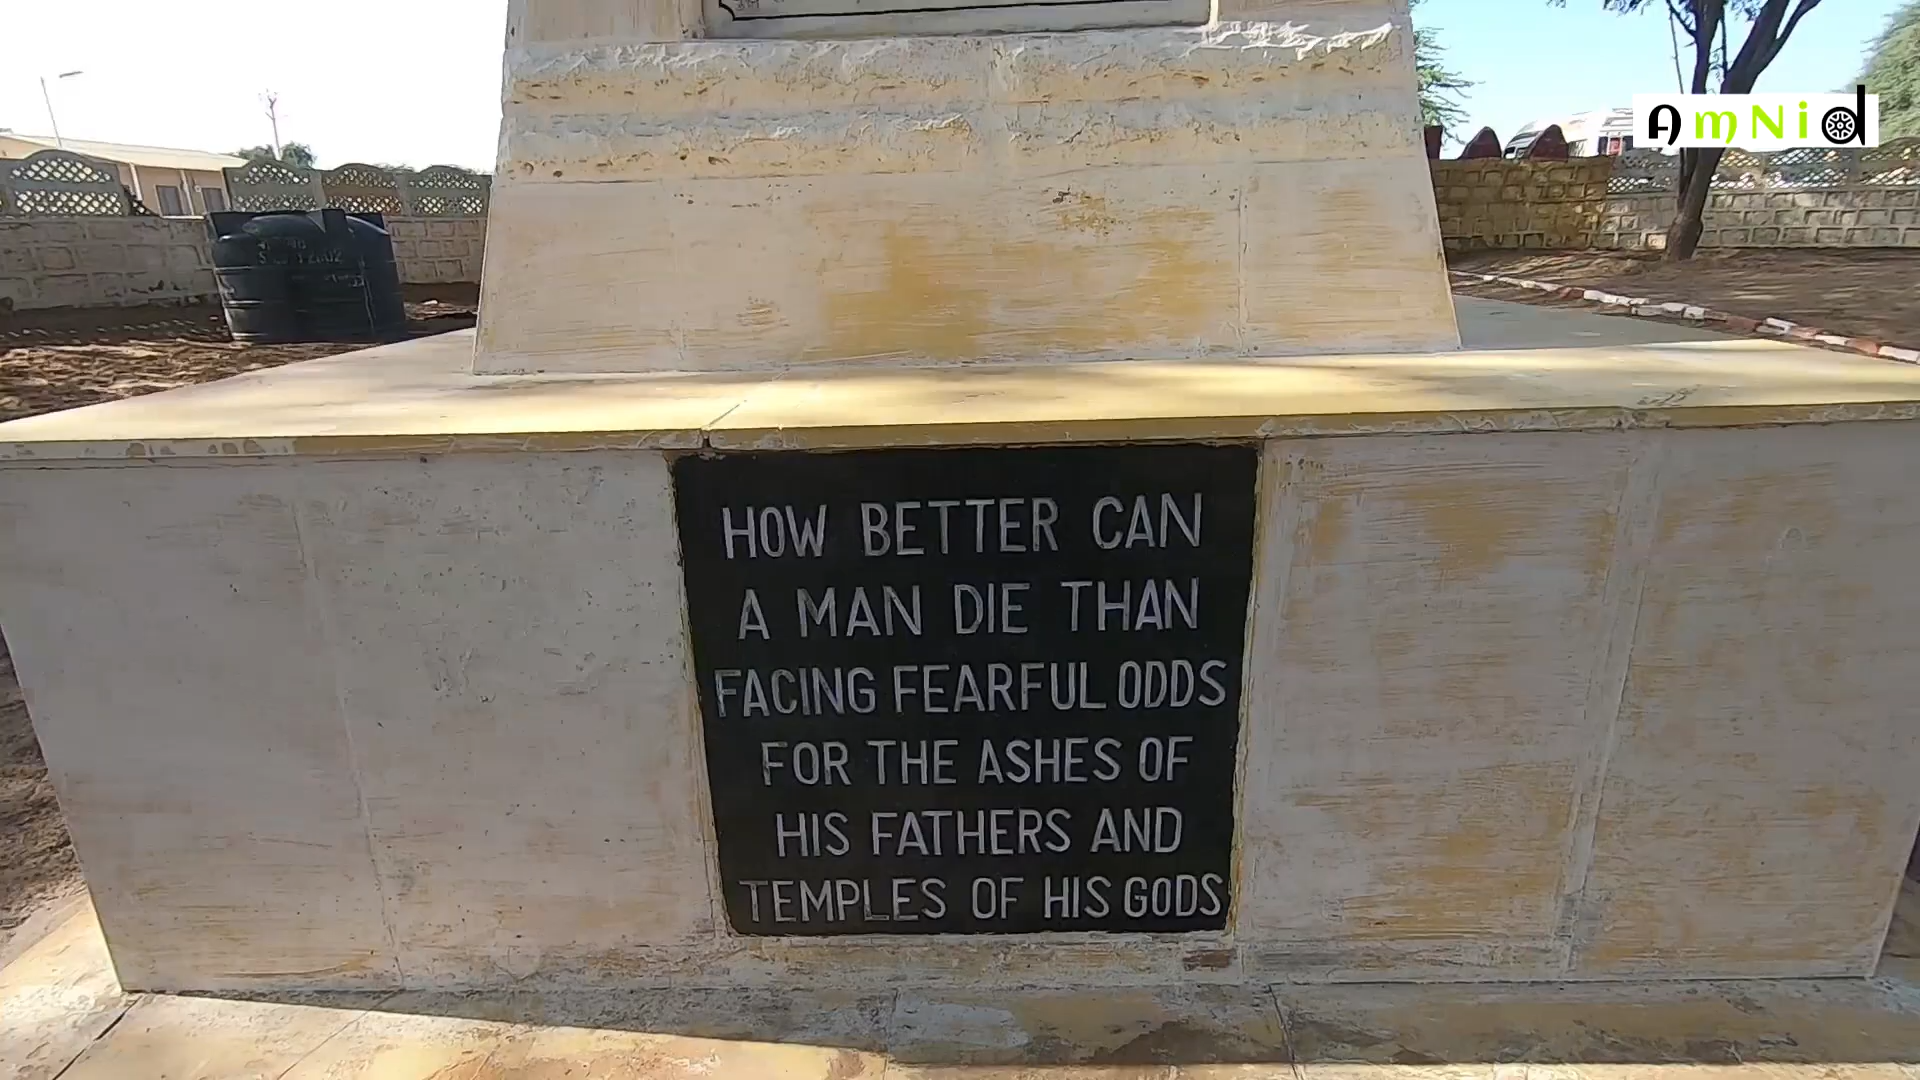 AmNid
HOW BETTER CAN
A MAN DIE THAN
FACING FEARFUL ODDS
FOR THE ASHES OF
HIS FATHERS AND
TEMPLES OF HIS GODS